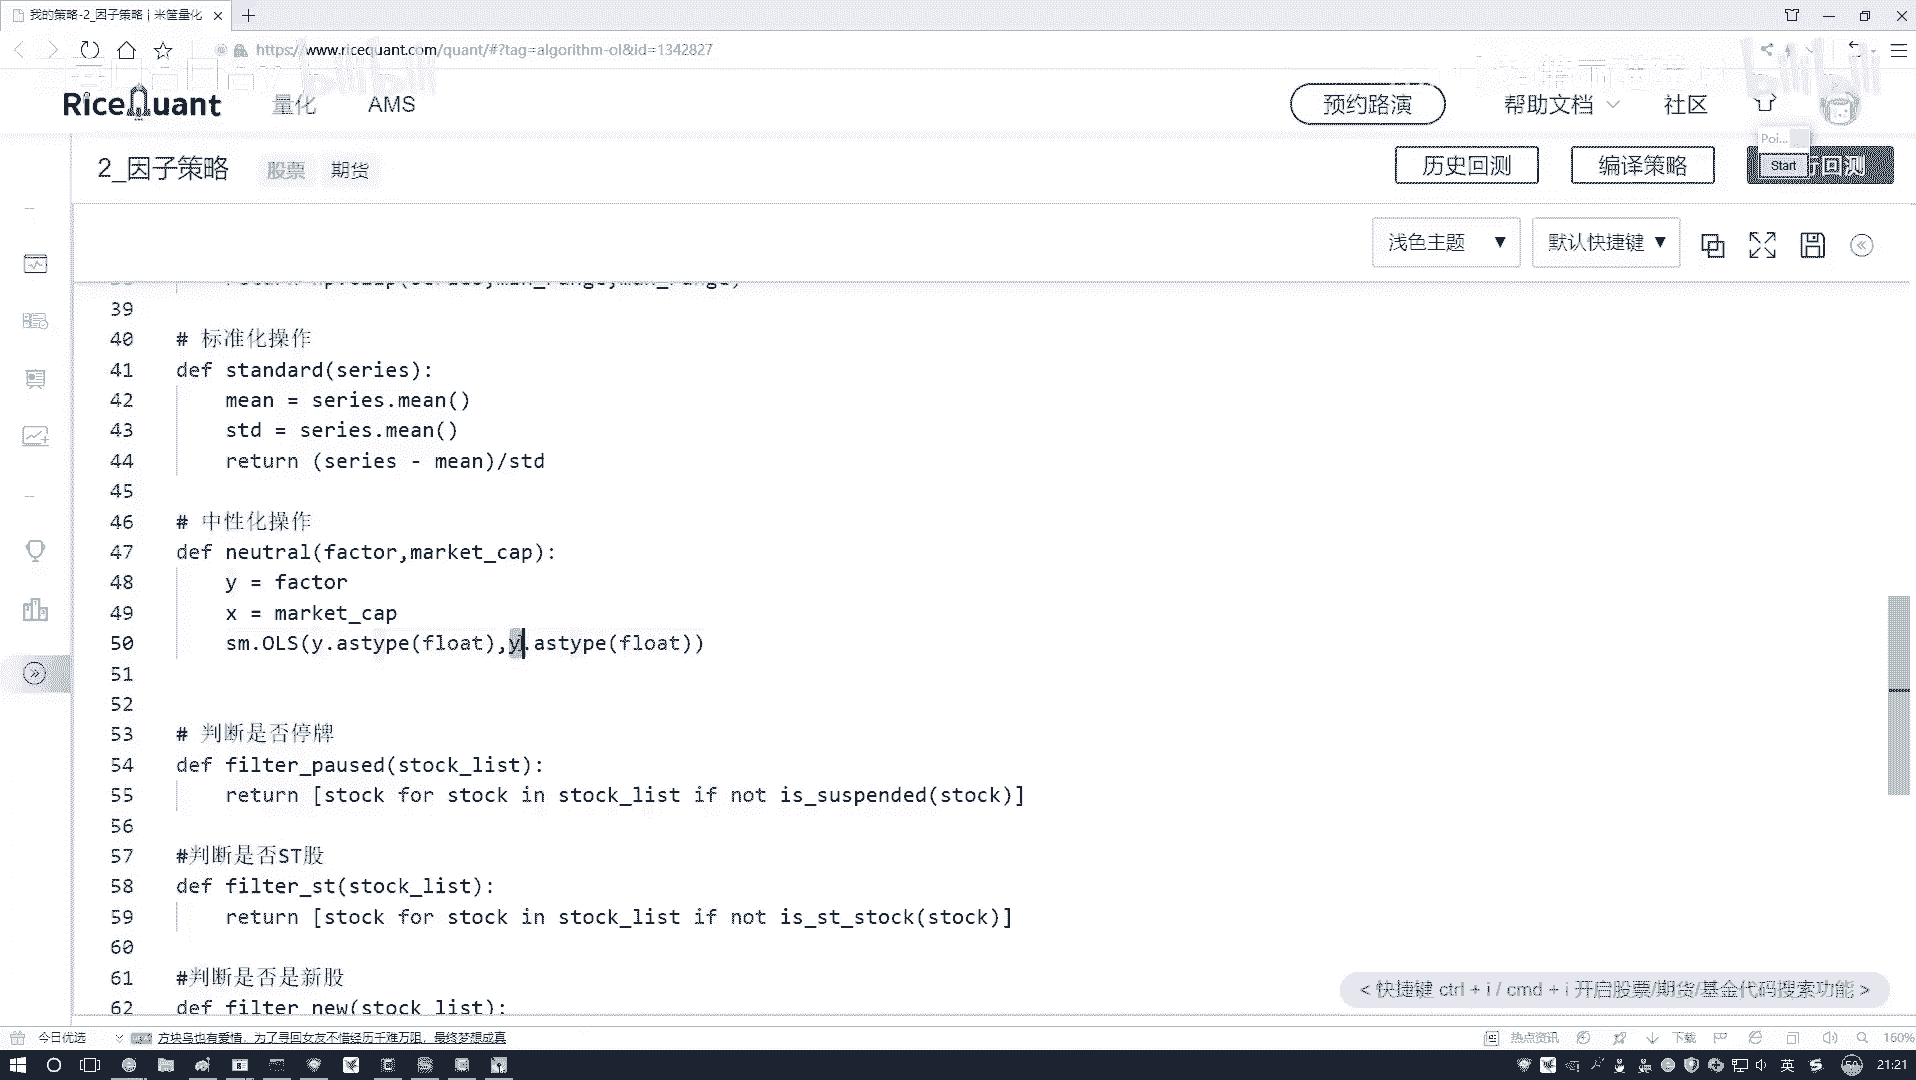 我的策略-2_因子策略 | 米筐量化
https://www.ricequant.com/quant/#?tag=algorithm-ol&id=1342827
RiceQuant 量化 AMS 预约路演 帮助文档 社区
Poi...
2_因子策略 股票 期货 历史回测 编译策略 Start 回测
浅色主题 默认快捷键
39
40 # 标准化操作
41 def standard(series):
42 mean = series.mean()
43 std = series.mean()
44 return (series - mean)/std
45
46 # 中性化操作
47 def neutral(factor,market_cap):
48 y = factor
49 x = market_cap
50 sm.OLS(y.astype(float),y.astype(float))
51
52
53 # 判断是否停牌
54 def filter_paused(stock_list):
55 return [stock for stock in stock_list if not is_suspended(stock)]
56
57 #判断是否ST股
58 def filter_st(stock_list):
59 return [stock for stock in stock_list if not is_st_stock(stock)]
60
61 #判断是否是新股
62 def filter_new(stock_list):
< 快捷键 ctrl + i / cmd + i 开启股票/期货/基金代码搜索功能 >
今日优选 方块鸟也有爱情，为了寻回女友不惜经历千难万阻，最终梦想成真 热点资讯 下载 160%
英 21:21